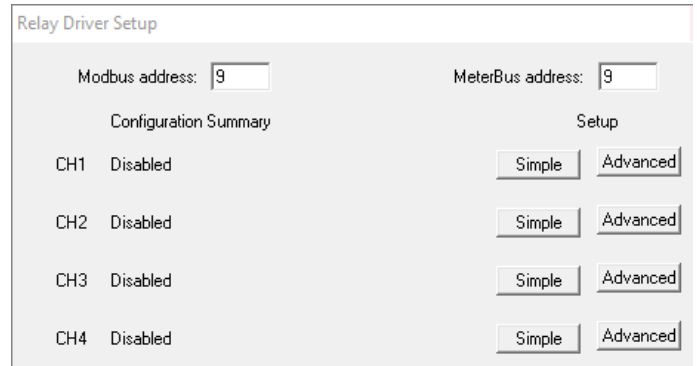 Relay Driver Setup
Modbus address: 9 MeterBus address: 9
Configuration Summary Setup
CH1 Disabled Simple Advanced
CH2 Disabled Simple Advanced
CH3 Disabled Simple Advanced
CH4 Disabled Simple Advanced